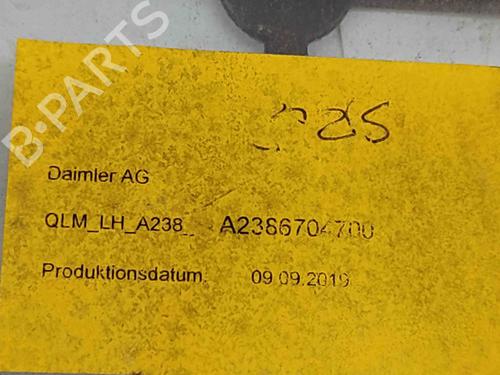 B-PARTS
Daimler AG
QLM_LH_A238_ A2386704700
Produktionsdatum. 09.09.2019